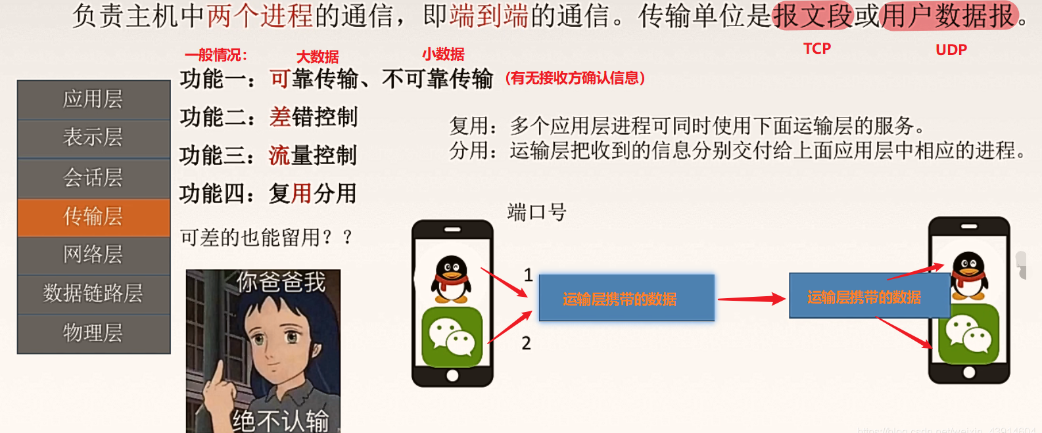 负责主机中两个进程的通信，即端到端的通信。传输单位是报文段或用户数据报。
TCP
UDP
一般情况：
大数据
小数据
功能一：可靠传输、不可靠传输（有无接收方确认信息）
功能二：差错控制
功能三：流量控制
功能四：复用分用
可差的也能留用？？
复用：多个应用层进程可同时使用下面运输层的服务。
分用：运输层把收到的信息分别交付给上面应用层中相应的进程。
应用层
表示层
会话层
传输层
网络层
数据链路层
物理层
你爸爸我
绝不认输
端口号
1
2
运输层携带的数据
运输层携带的数据